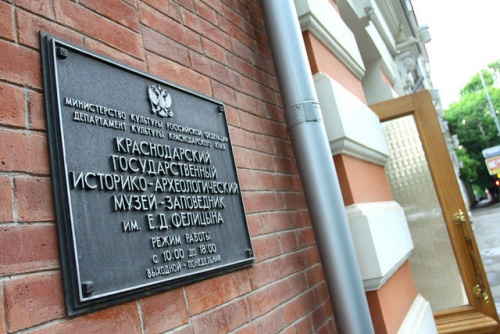 МИНИСТЕРСТВО КУЛЬТУРЫ РОССИЙСКОЙ ФЕДЕРАЦИИ
ДЕПАРТАМЕНТ КУЛЬТУРЫ КРАСНОДАРСКОГО КРАЯ
КРАСНОДАРСКИЙ
ГОСУДАРСТВЕННЫЙ
ИСТОРИКО-АРХЕОЛОГИЧЕСКИЙ
МУЗЕЙ-ЗАПОВЕДНИК
ИМ. Е.Д. ФЕЛИЦЫНА
РЕЖИМ РАБОТЫ:
С 10.00 ДО 18.00
ВЫХОДНОЙ - ПОНЕДЕЛЬНИК